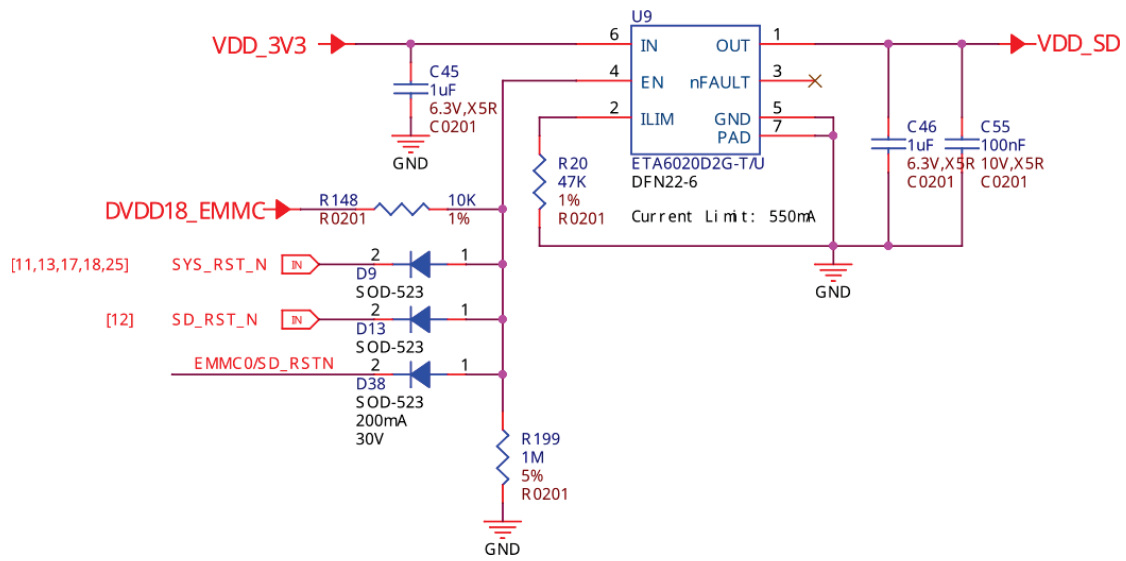 U9
VDD_3V3
6
IN
OUT
1
VDD_SD
C45
1uF
6.3V,X5R
C0201
GND
4
EN
nFAULT
3
2
ILIM
GND
5
PAD
7
ETA6020D2G-T/U
DFN22-6
Current Limit: 550mA
R20
47K
1%
R0201
C46
1uF
6.3V,X5R
C0201
C55
100nF
10V,X5R
C0201
GND
DVDD18_EMMC
R148
R0201
10K
1%
[11,13,17,18,25]
SYS_RST_N
IN
2
1
D9
SOD-523
[12]
SD_RST_N
IN
2
1
D13
SOD-523
EMMC0/SD_RSTN
2
1
D38
SOD-523
200mA
30V
R199
1M
5%
R0201
GND